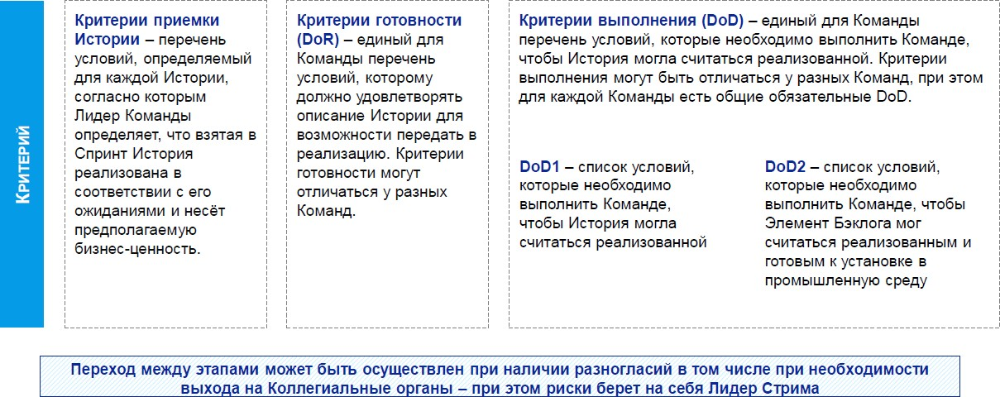 КРИТЕРИЙ
Критерии приемки
Истории – перечень
условий, определяемый
для каждой Истории,
согласно которым
Лидер Команды
определяет, что взятая в
Спринт История
реализована в
соответствии с его
ожиданиями и несёт
предполагаемую
бизнес-ценность.
Критерии готовности
(DoR) – единый для
Команды перечень
условий, которому
должно удовлетворять
описание Истории для
возможности передать в
реализацию. Критерии
готовности могут
отличаться у разных
Команд.
Критерии выполнения (DoD) – единый для Команды
перечень условий, которые необходимо выполнить Команде,
чтобы История могла считаться реализованной. Критерии
выполнения могут быть отличаться у разных Команд, при этом
для каждой Команды есть общие обязательные DoD.
DoD1 – список условий,
которые необходимо
выполнить Команде,
чтобы История могла
считаться реализованной
DoD2 – список условий,
которые необходимо
выполнить Команде, чтобы
Элемент Бэклога мог
считаться реализованным и
готовым к установке в
промышленную среду
Переход между этапами может быть осуществлен при наличии разногласий в том числе при необходимости
выхода на Коллегиальные органы – при этом риски берет на себя Лидер Стрима